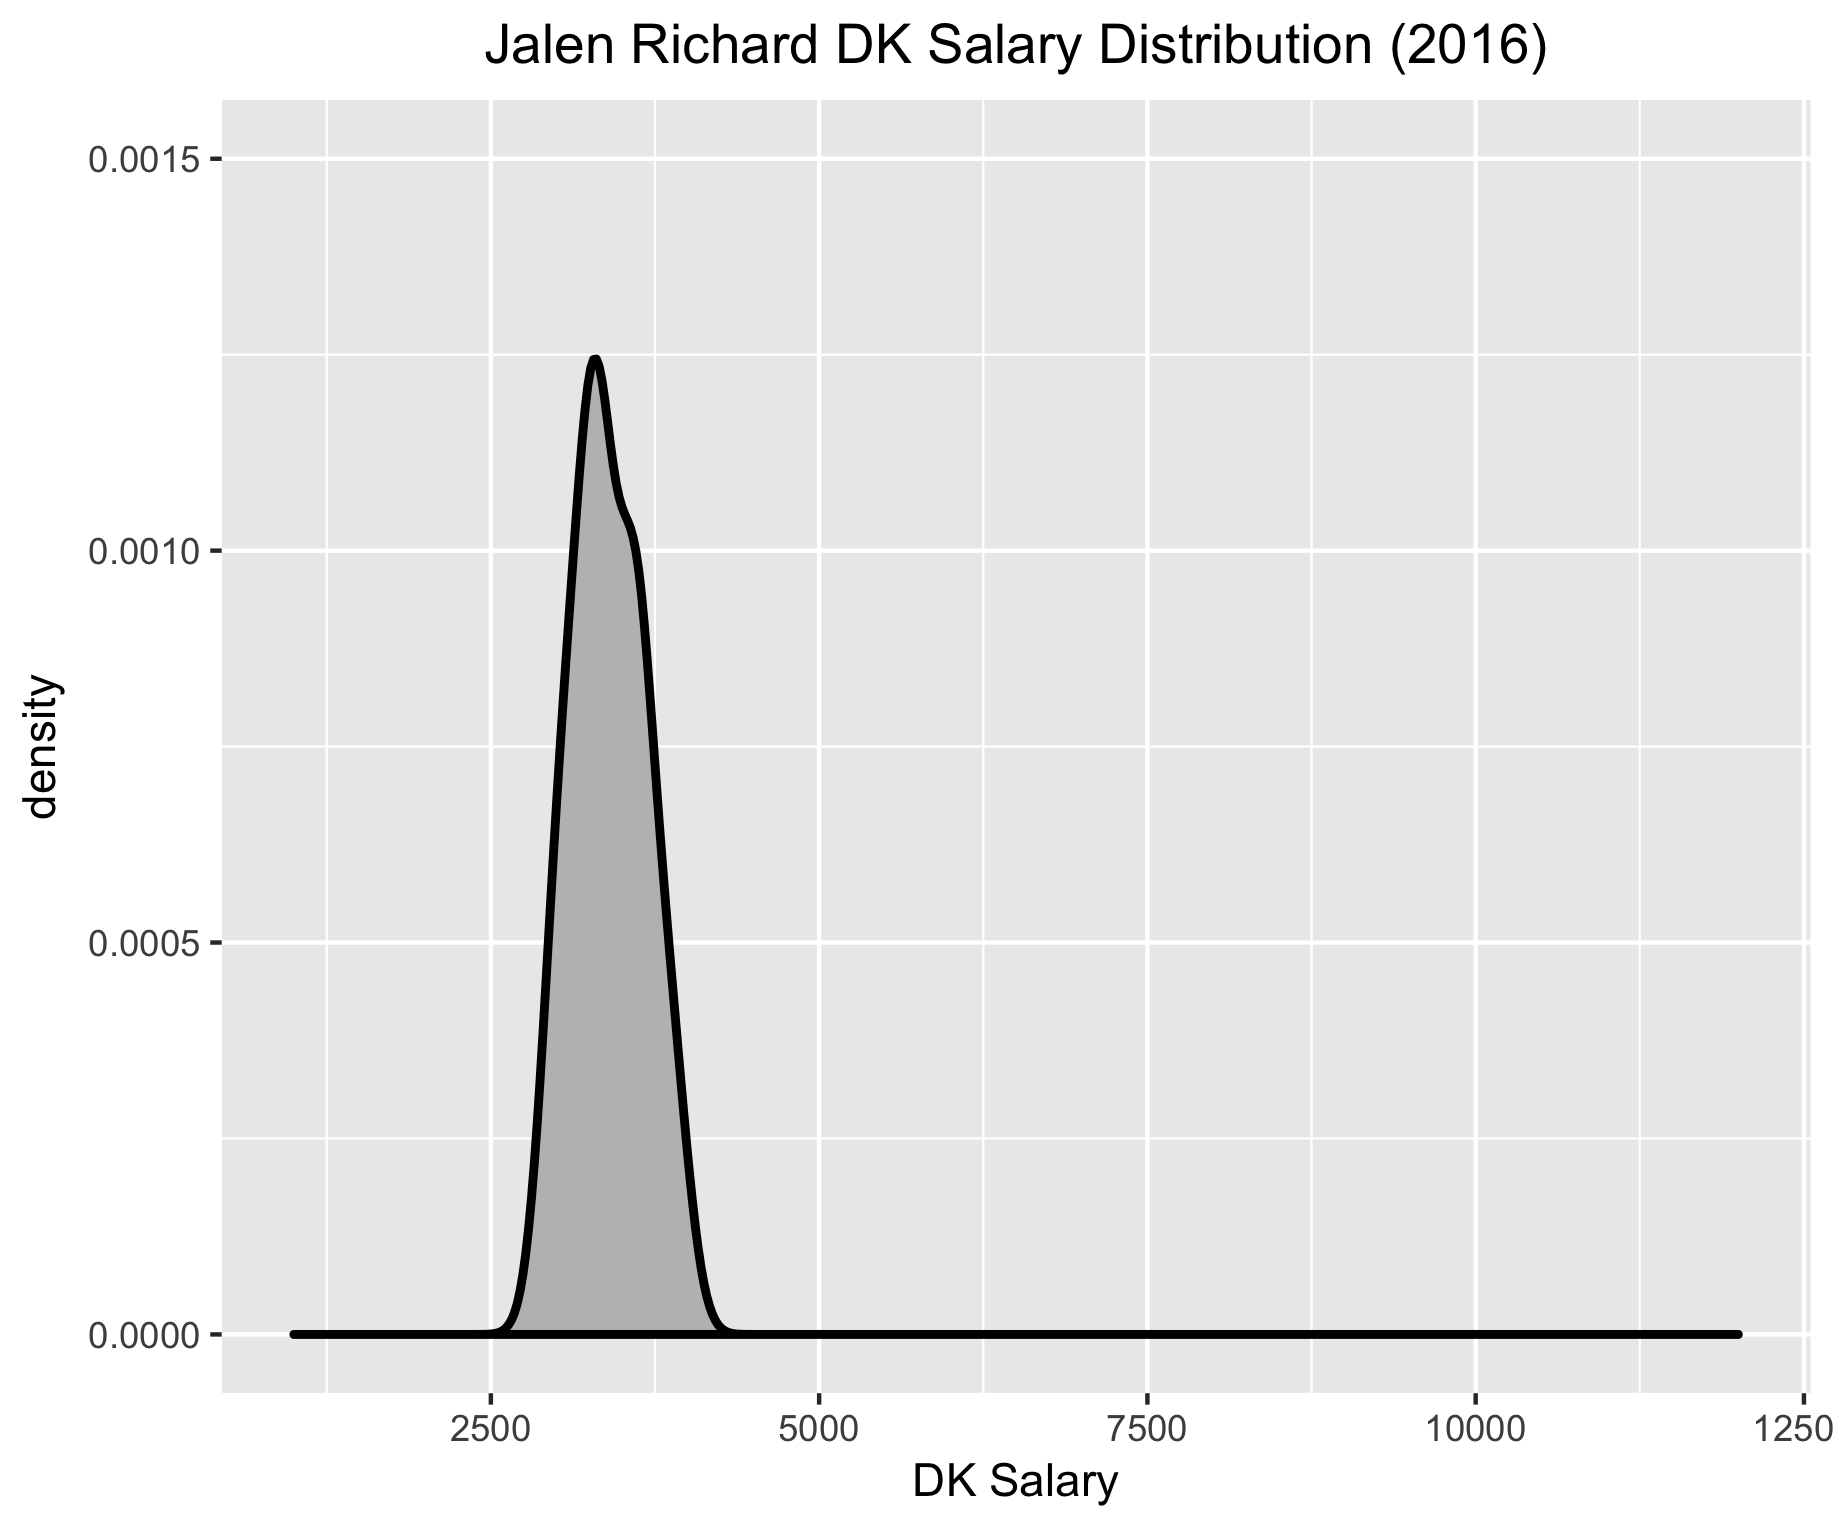 Jalen Richard DK Salary Distribution (2016)
0.0015
0.0010
0.0005
0.0000
density
2500 5000 7500 10000 1250
DK Salary